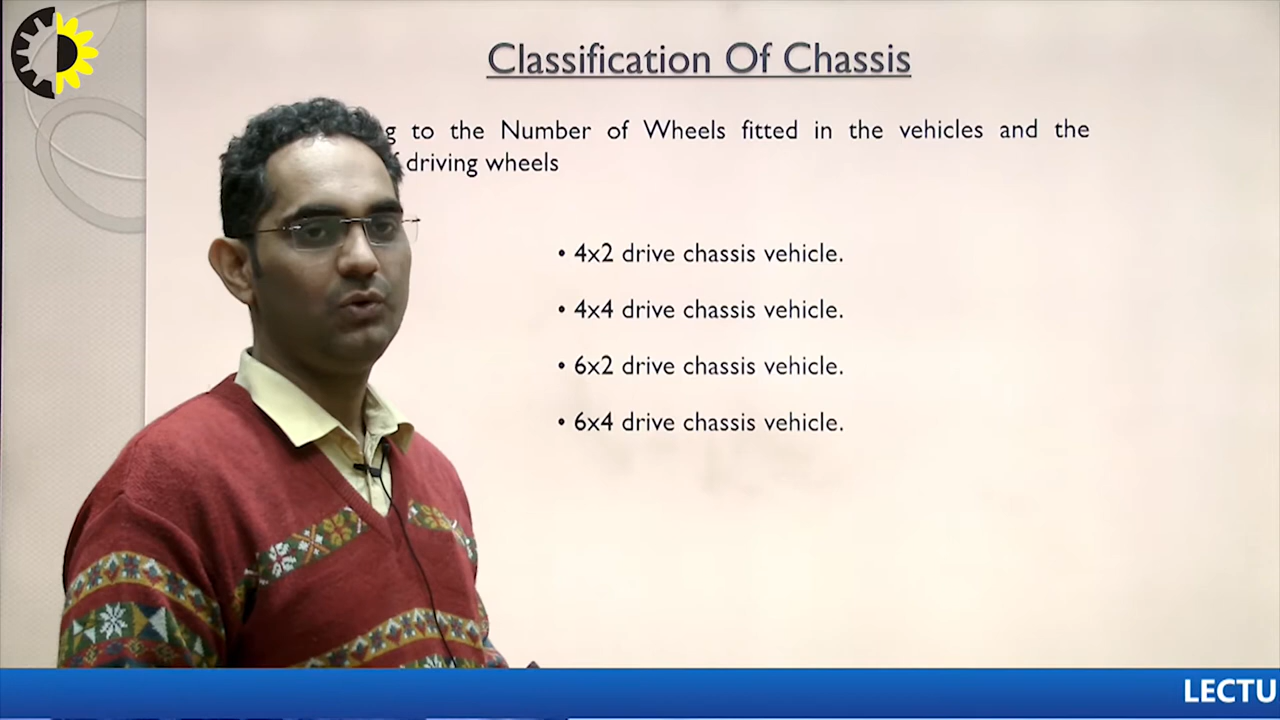 Classification Of Chassis
to the Number of Wheels fitted in the vehicles and the
driving wheels
• 4x2 drive chassis vehicle.
• 4x4 drive chassis vehicle.
• 6x2 drive chassis vehicle.
• 6x4 drive chassis vehicle.
LECTU